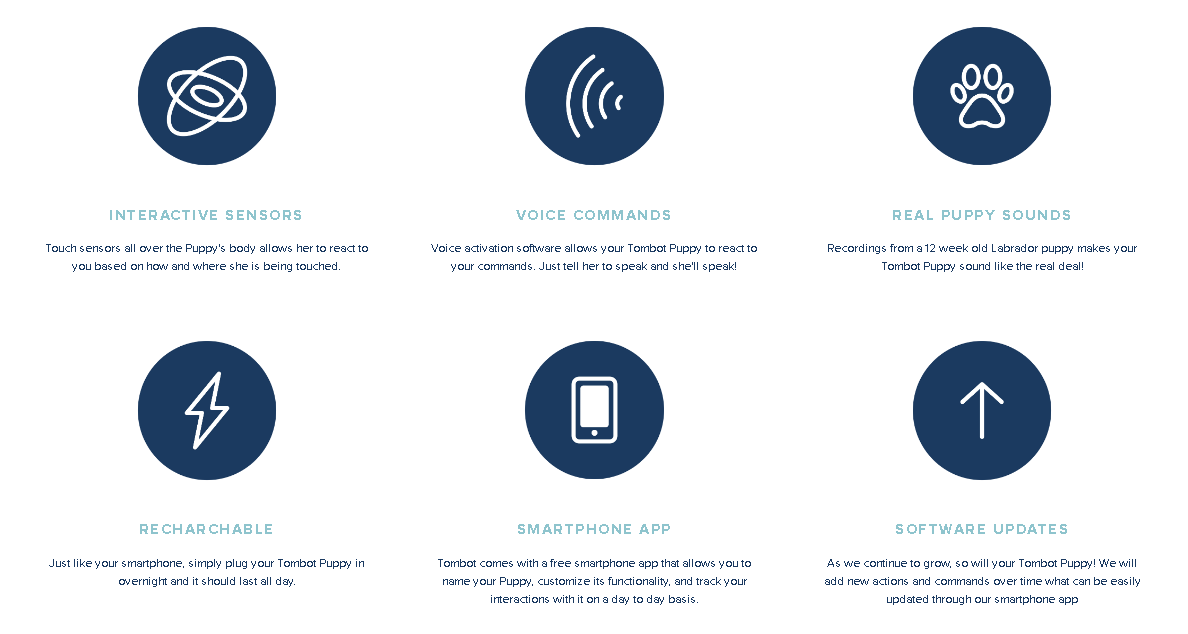 INTERACTIVE SENSORS
Touch sensors all over the Puppy's body allows her to react to
you based on how and where she is being touched.
VOICE COMMANDS
Voice activation software allows your Tombot Puppy to react to
your commands. Just tell her to speak and she'll speak!
REAL PUPPY SOUNDS
Recordings from a 12 week old Labrador puppy makes your
Tombot Puppy sound like the real deal!
RECHARCHABLE
Just like your smartphone, simply plug your Tombot Puppy in
overnight and it should last all day.
SMARTPHONE APP
Tombot comes with a free smartphone app that allows you to
name your Puppy, customize its functionality, and track your
interactions with it on a day to day basis.
SOFTWARE UPDATES
As we continue to grow, so will your Tombot Puppy! We will
add new actions and commands over time what can be easily
updated through our smartphone app